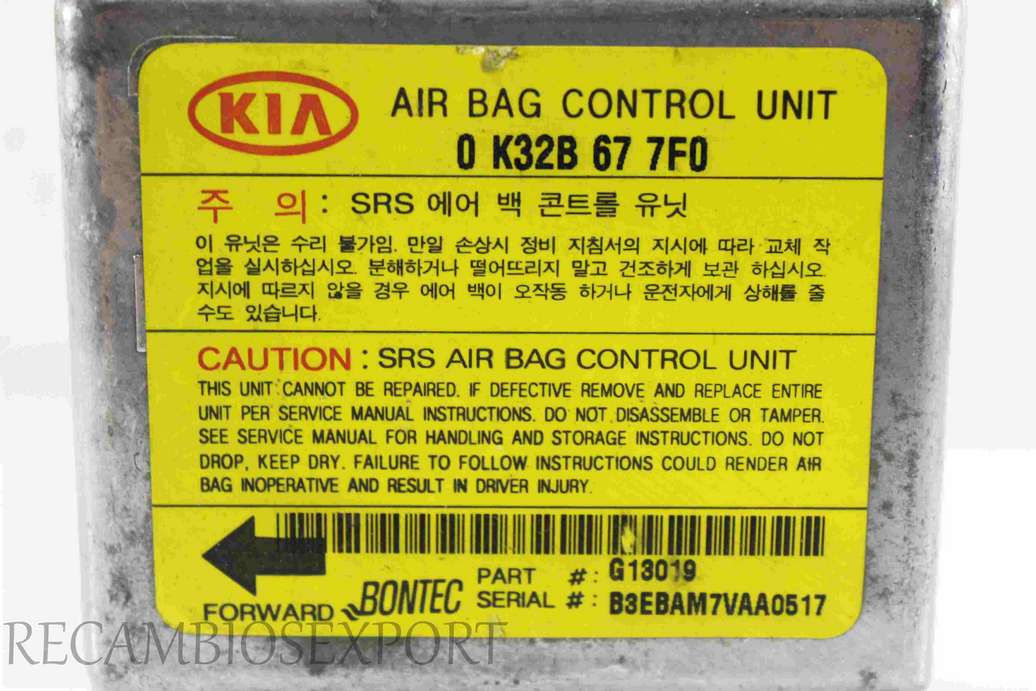 KIA
AIR BAG CONTROL UNIT
0 K32B 67 7F0
주 의 : SRS 에어 백 콘트롤 유닛
이 유닛은 수리 불가임. 만일 손상시 정비 지침서의 지시에 따라 교체 작
업을 실시하십시오. 분해하거나 떨어뜨리지 말고 건조하게 보관 하십시오
지시에 따르지 않을 경우 에어 백이 오작동 하거나 운전자에게 상해를 줄
수도 있습니다.
CAUTION : SRS AIR BAG CONTROL UNIT
THIS UNIT CANNOT BE REPAIRED. IF DEFECTIVE REMOVE AND REPLACE ENTIRE
UNIT PER SERVICE MANUAL INSTRUCTIONS. DO NOT DISASSEMBLE OR TAMPER.
SEE SERVICE MANUAL FOR HANDLING AND STORAGE INSTRUCTIONS. DO NOT
DROP, KEEP DRY. FAILURE TO FOLLOW INSTRUCTIONS COULD RENDER AIR
BAG INOPERATIVE AND RESULT IN DRIVER INJURY.
PART #: G13019
FORWARD BONTEC SERIAL #: B3EBAM7VAA0517
RECAMBIOSEXPORT